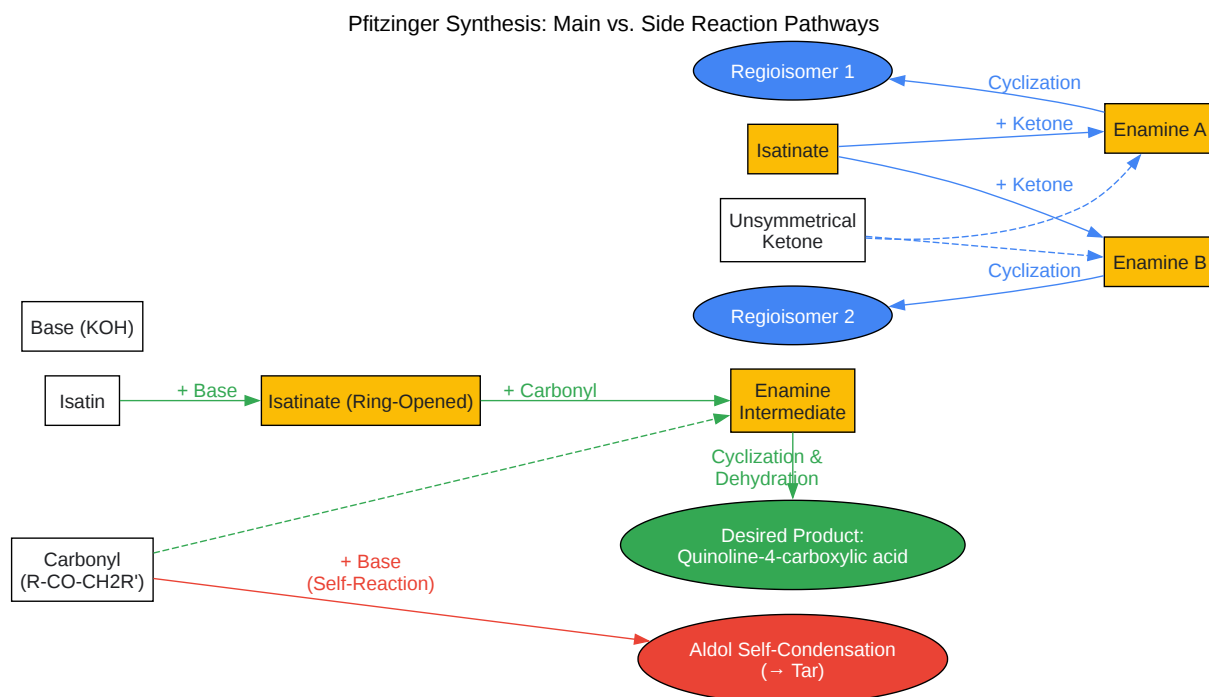 Pfitzinger Synthesis: Main vs. Side Reaction Pathways
Regioisomer 1
Cyclization
Enamine A
+ Ketone
Isatinate
+ Ketone
Unsymmetrical
Ketone
Enamine B
Cyclization
Regioisomer 2
Base (KOH)
Isatin
+ Base
Isatinate (Ring-Opened)
+ Carbonyl
Enamine
Intermediate
Cyclization &
Dehydration
Desired Product:
Quinoline-4-carboxylic acid
Carbonyl
(R-CO-CH2R')
+ Base
(Self-Reaction)
Aldol Self-Condensation
(→ Tar)